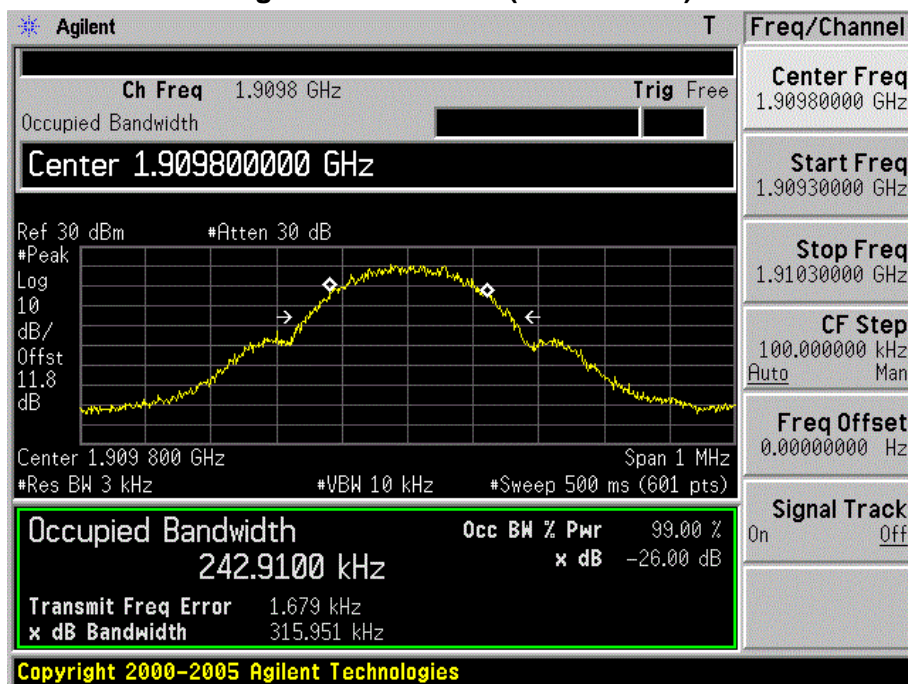 Agilent T
Ch Freq 1.9098 GHz Trig Free
Occupied Bandwidth
Center 1.909800000 GHz
Ref 30 dBm #Atten 30 dB
#Peak
Log
10
dB/
Offst
11.8
dB
Center 1.909 800 GHz Span 1 MHz
#Res BW 3 kHz #VBW 10 kHz #Sweep 500 ms (601 pts)
Occupied Bandwidth Occ BW % Pwr 99.00 %
242.9100 kHz x dB -26.00 dB
Transmit Freq Error 1.679 kHz
x dB Bandwidth 315.951 kHz
Copyright 2000-2005 Agilent Technologies
Freq/Channel
Center Freq
1.90980000 GHz
Start Freq
1.90930000 GHz
Stop Freq
1.91030000 GHz
CF Step
100.000000 kHz
Auto Man
Freq Offset
0.00000000 Hz
Signal Track
On Off